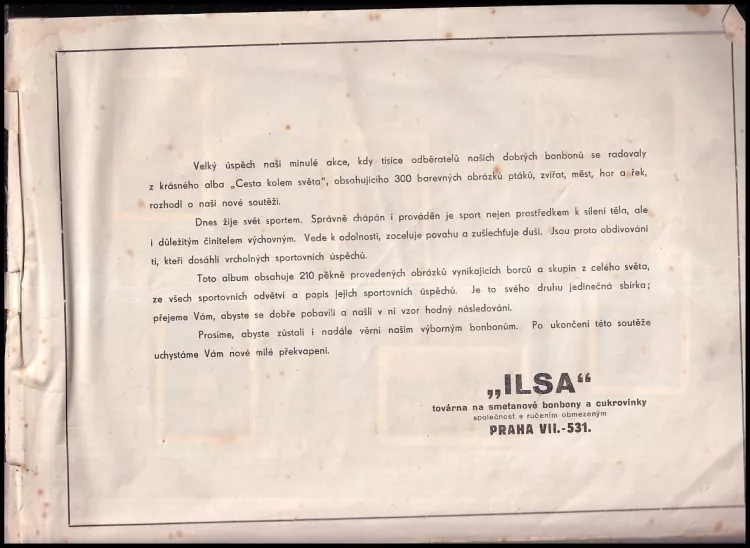 Velký úspěch naší minulé akce, kdy tisíce odběratelů našich dobrých bonbonů se radovaly
z krásného alba „Cesta kolem světa“, obsahujícího 300 barevných obrázků ptáků, zvířat, měst, hor a řek,
rozhodl o naší nové soutěži.
Dnes žije svět sportem. Správně chápán i prováděn je sport nejen prostředkem k sílení těla, ale
i důležitým činitelem výchovným. Vede k odolnosti, zoceluje povahu a zušlechťuje duši. Jsou proto obdivováni
ti, kteří dosáhli vrcholných sportovních úspěchů.
Toto album obsahuje 210 pěkně provedených obrázků vynikajících borců a skupin z celého světa,
ze všech sportovních odvětví a popis jejich sportovních úspěchů. Je to svého druhu jedinečná sbírka;
přejeme Vám, abyste se dobře pobavili a našli v ní vzor hodný následování.
Prosíme, abyste zůstali i nadále věrni našim výborným bonbonům. Po ukončení této soutěže
uchystáme Vám nové milé překvapení.
„ILSA“
továrna na smetanové bonbony a cukrovinky
společnost s ručením obmezeným
PRAHA VII.-531.